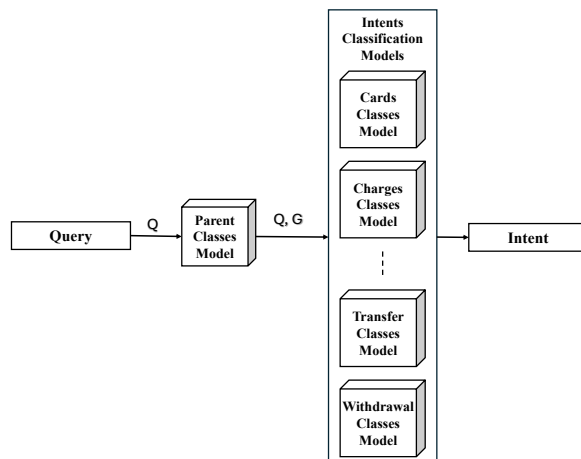 Intents
Classification
Models
Cards
Classes
Model
Charges
Classes
Model
Query
Q
Parent
Classes
Model
Q, G
Intent
Transfer
Classes
Model
Withdrawal
Classes
Model